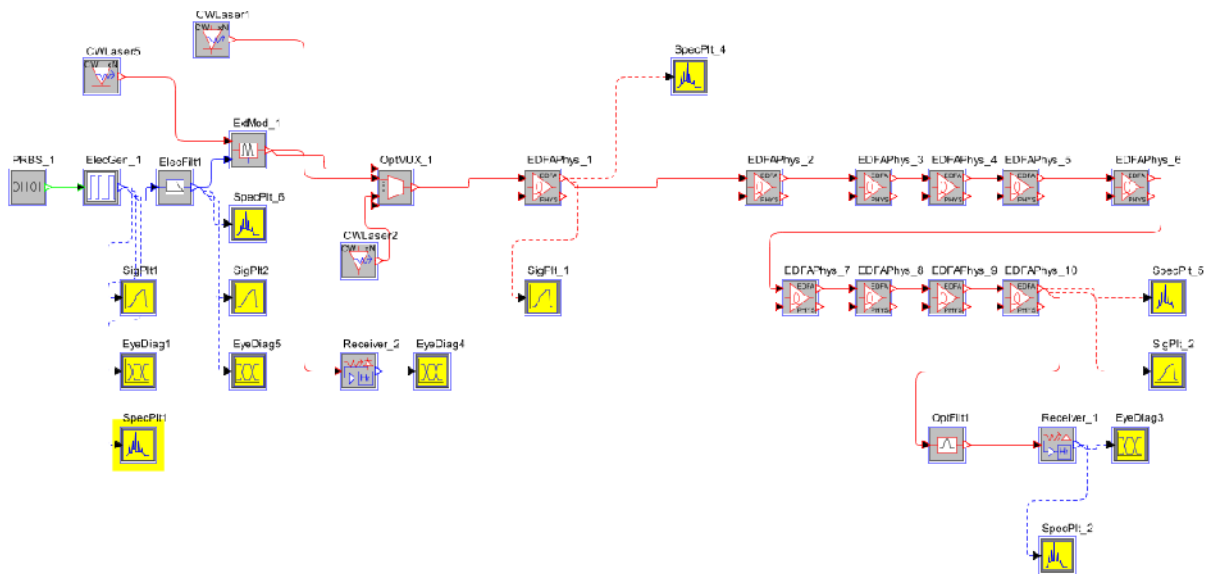 CWLaser1
CWLaser5
SpecPlt_4
ExtMod_1
PRBS_1
ElecGen_1
ElecFilt1
OptMUX_1
EDFAPhys_1
EDFAPhys_2
EDFAPhys_3
EDFAPhys_4
EDFAPhys_5
EDFAPhys_6
SpecPlt_6
CWLaser2
SigPlt1
SigPlt2
SigPlt_1
EDFAPhys_7
EDFAPhys_8
EDFAPhys_9
EDFAPhys_10
SpecPlt_5
EyeDiag1
EyeDiag5
Receiver_2
EyeDiag4
SigPlt_2
SpecPlt1
OptFilt1
Receiver_1
EyeDiag3
SpecPlt_2